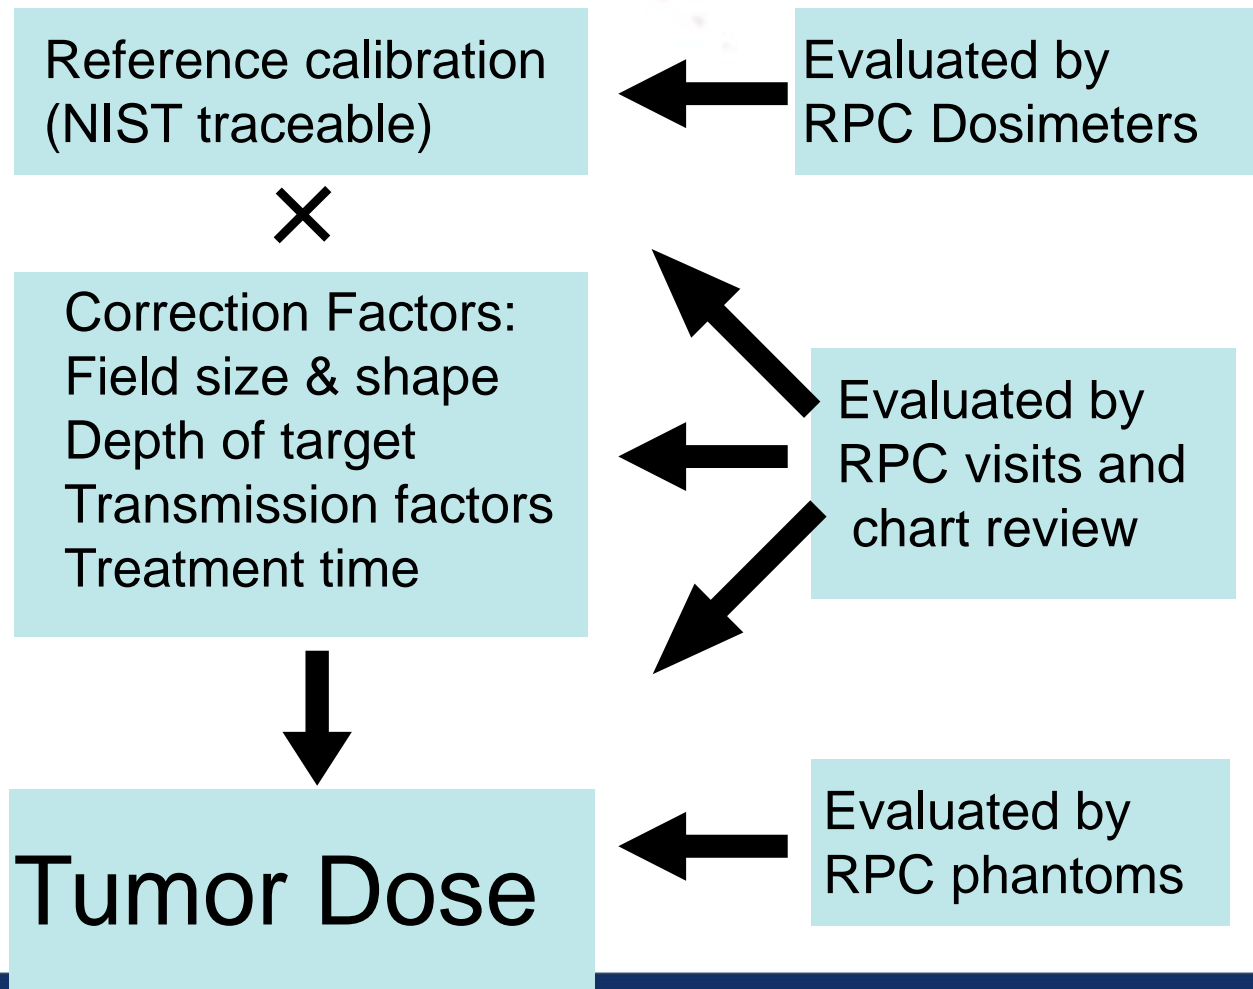 Reference calibration
(NIST traceable)
Evaluated by
RPC Dosimeters
×
Correction Factors:
Field size & shape
Depth of target
Transmission factors
Treatment time
Evaluated by
RPC visits and
chart review
Tumor Dose
Evaluated by
RPC phantoms